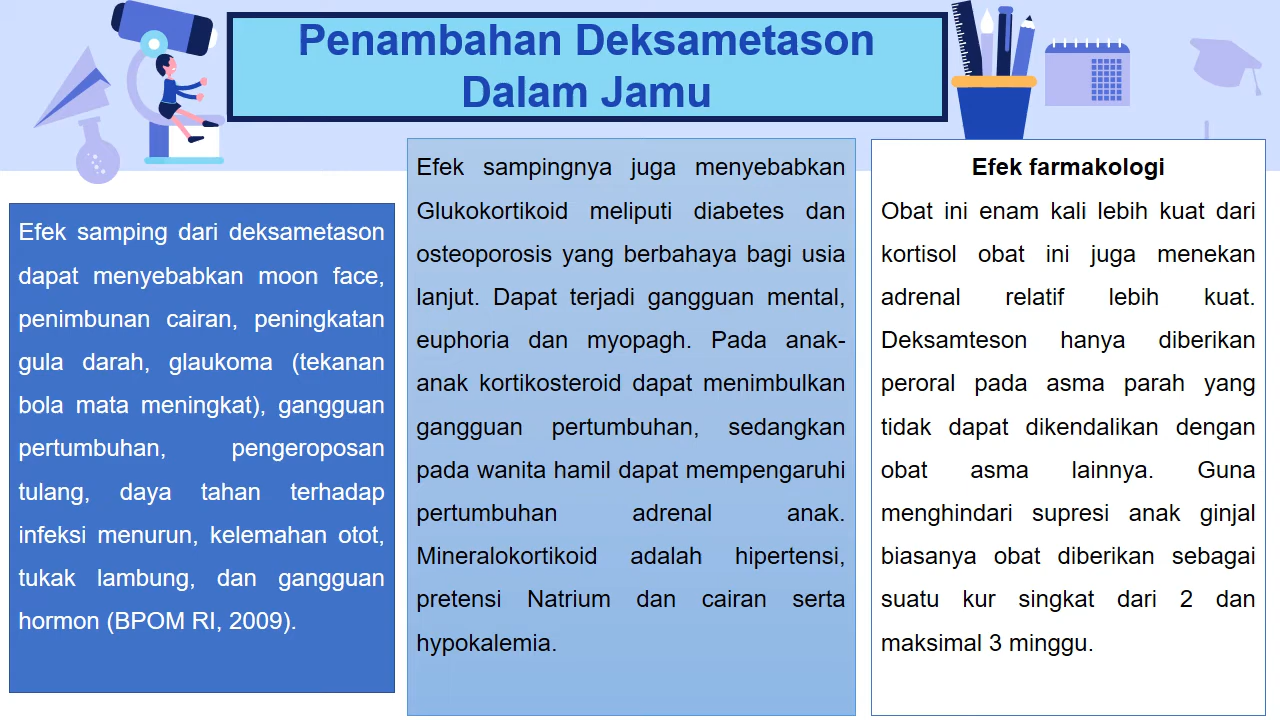 Penambahan Deksametason
Dalam Jamu
Efek samping dari deksametason
dapat menyebabkan moon face,
penimbunan cairan, peningkatan
gula darah, glaukoma (tekanan
bola mata meningkat), gangguan
pertumbuhan, pengeroposan
tulang, daya tahan terhadap
infeksi menurun, kelemahan otot,
tukak lambung, dan gangguan
hormon (BPOM RI, 2009).
Efek sampingnya juga menyebabkan
Glukokortikoid meliputi diabetes dan
osteoporosis yang berbahaya bagi usia
lanjut. Dapat terjadi gangguan mental,
euphoria dan myopagh. Pada anak-
anak kortikosteroid dapat menimbulkan
gangguan pertumbuhan, sedangkan
pada wanita hamil dapat mempengaruhi
pertumbuhan adrenal anak.
Mineralokortikoid adalah hipertensi,
pretensi Natrium dan cairan serta
hypokalemia.
Efek farmakologi
Obat ini enam kali lebih kuat dari
kortisol obat ini juga menekan
adrenal relatif lebih kuat.
Deksamteson hanya diberikan
peroral pada asma parah yang
tidak dapat dikendalikan dengan
obat asma lainnya. Guna
menghindari supresi anak ginjal
biasanya obat diberikan sebagai
suatu kur singkat dari 2 dan
maksimal 3 minggu.